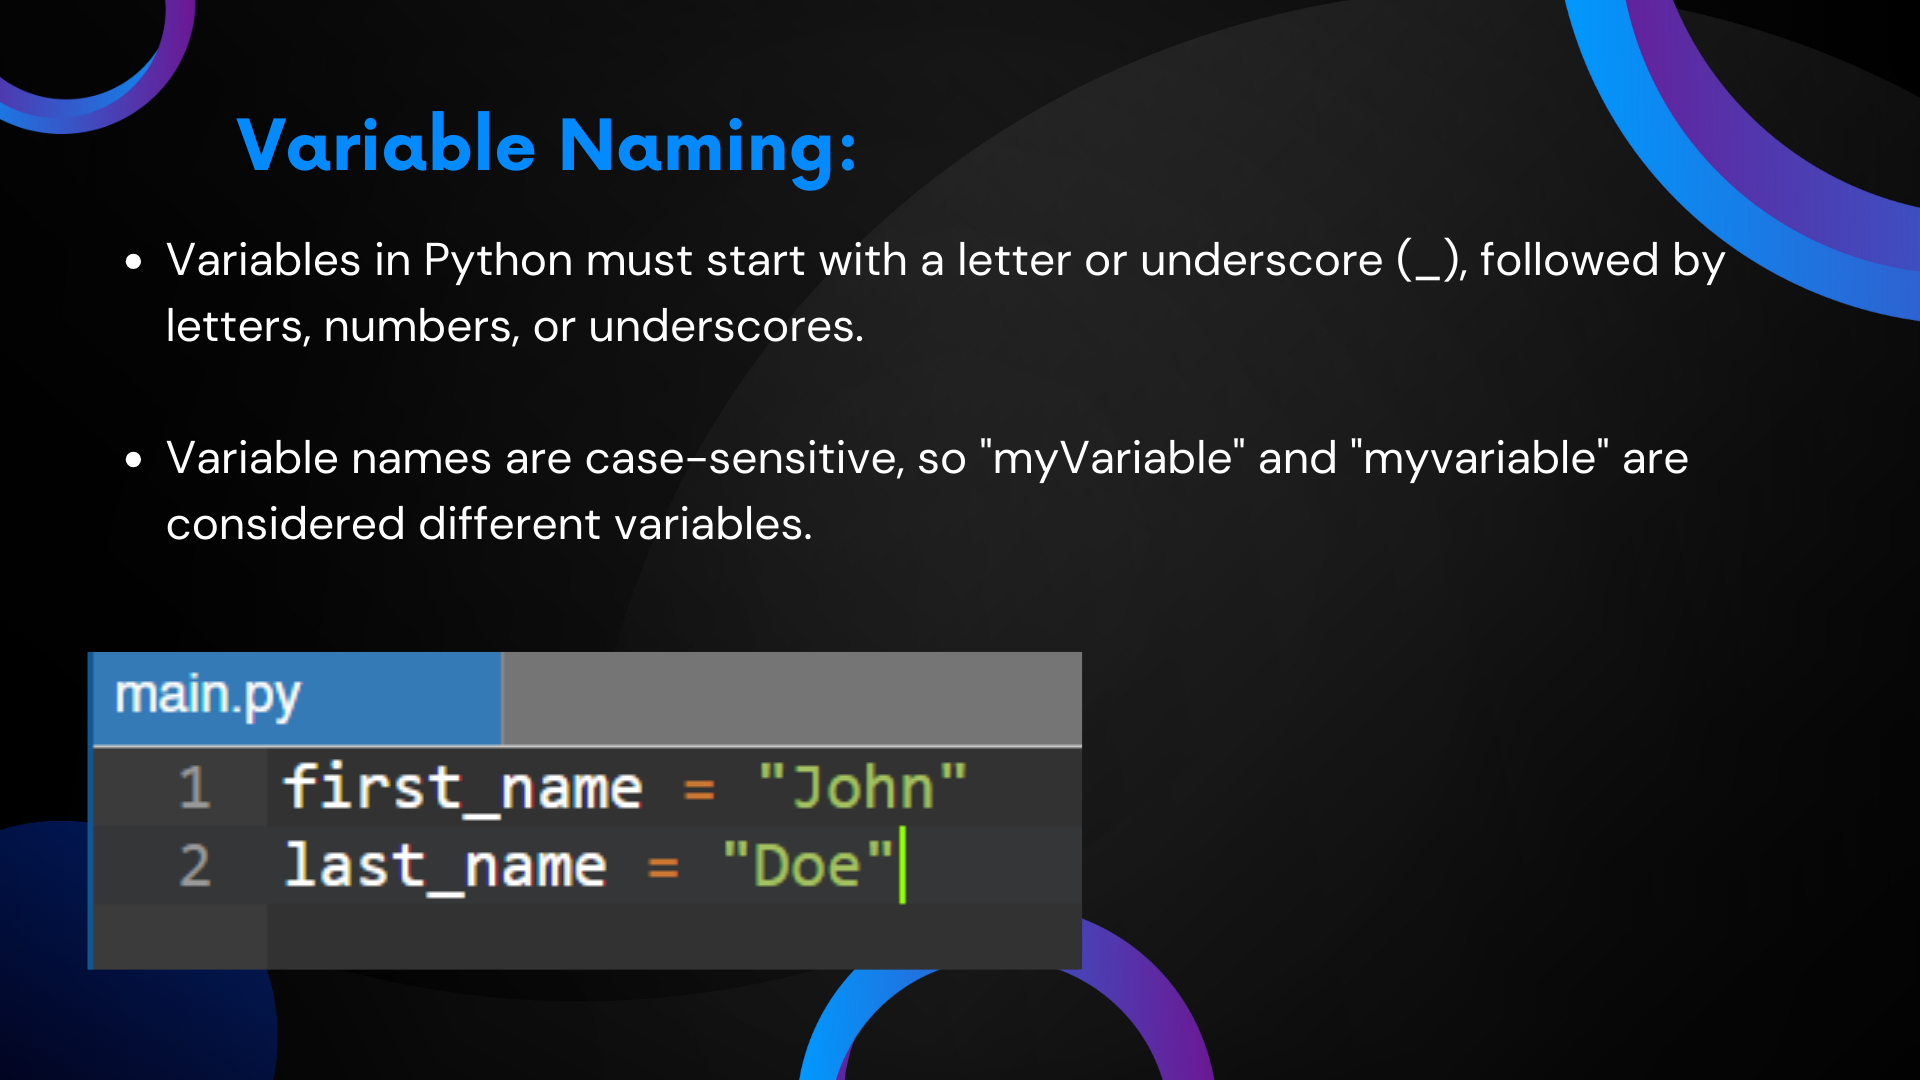 Variable Naming:
• Variables in Python must start with a letter or underscore (_), followed by
letters, numbers, or underscores.
• Variable names are case-sensitive, so "myVariable" and "myvariable" are
considered different variables.
main.py
1 first_name = "John"
2 last_name = "Doe"